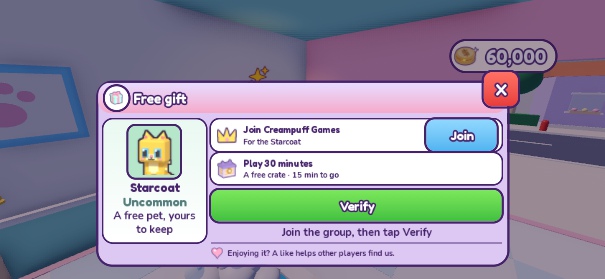 60,000
Free gift
X
Join Creampuff Games
For the Starcoat
Join
Play 30 minutes
A free crate · 15 min to go
Starcoat
Uncommon
A free pet, yours
to keep
Verify
Join the group, then tap Verify
Enjoying it? A like helps other players find us.